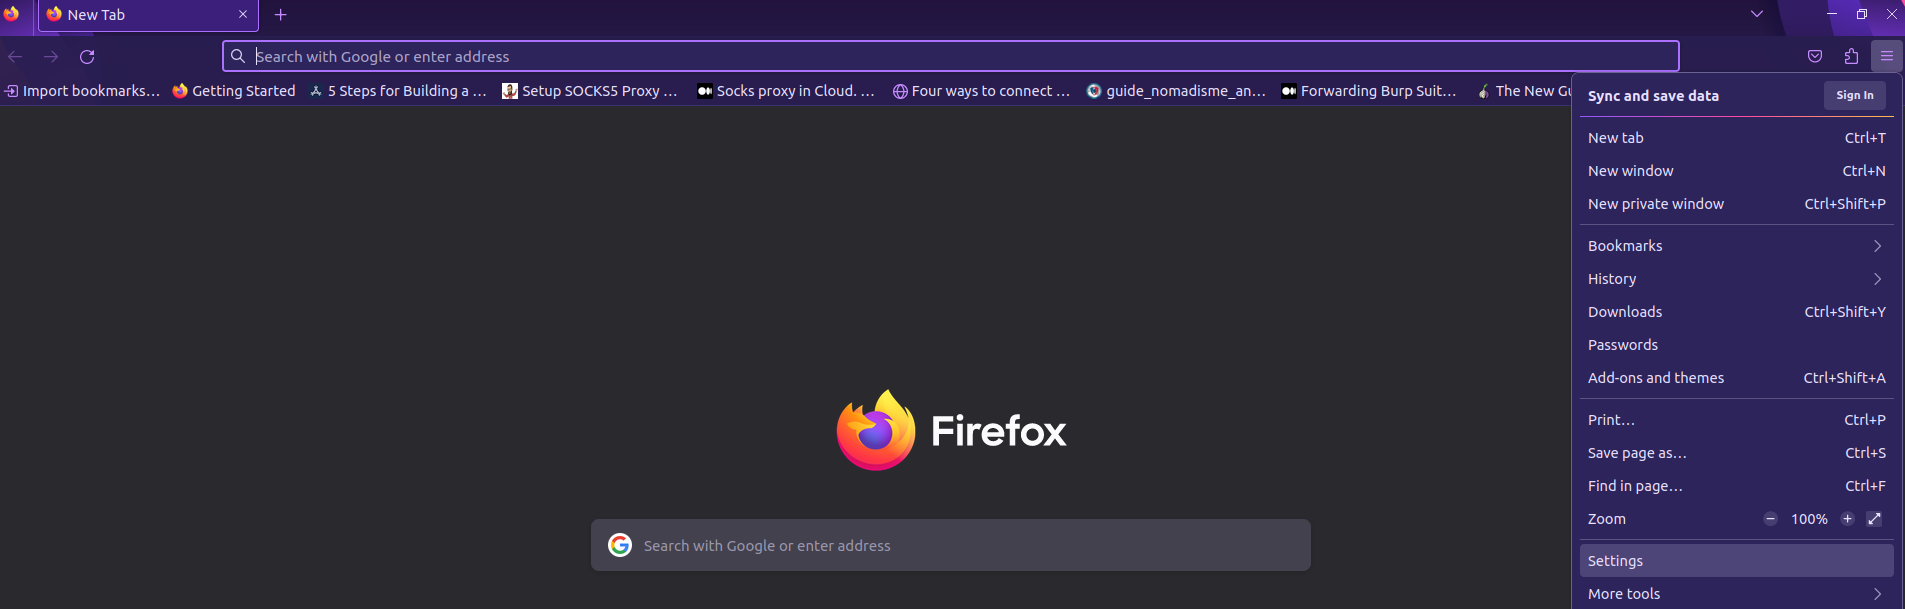 New Tab
Search with Google or enter address
Import bookmarks…
Getting Started
5 Steps for Building a …
Setup SOCKS5 Proxy …
Socks proxy in Cloud. …
Four ways to connect …
guide_nomadisme_an…
Forwarding Burp Suit…
The New Gu
Sync and save data
Sign In
New tab Ctrl+T
New window Ctrl+N
New private window Ctrl+Shift+P
Bookmarks
History
Downloads Ctrl+Shift+Y
Passwords
Add-ons and themes Ctrl+Shift+A
Print… Ctrl+P
Save page as… Ctrl+S
Find in page… Ctrl+F
Zoom 100%
Settings
More tools
Firefox
Search with Google or enter address